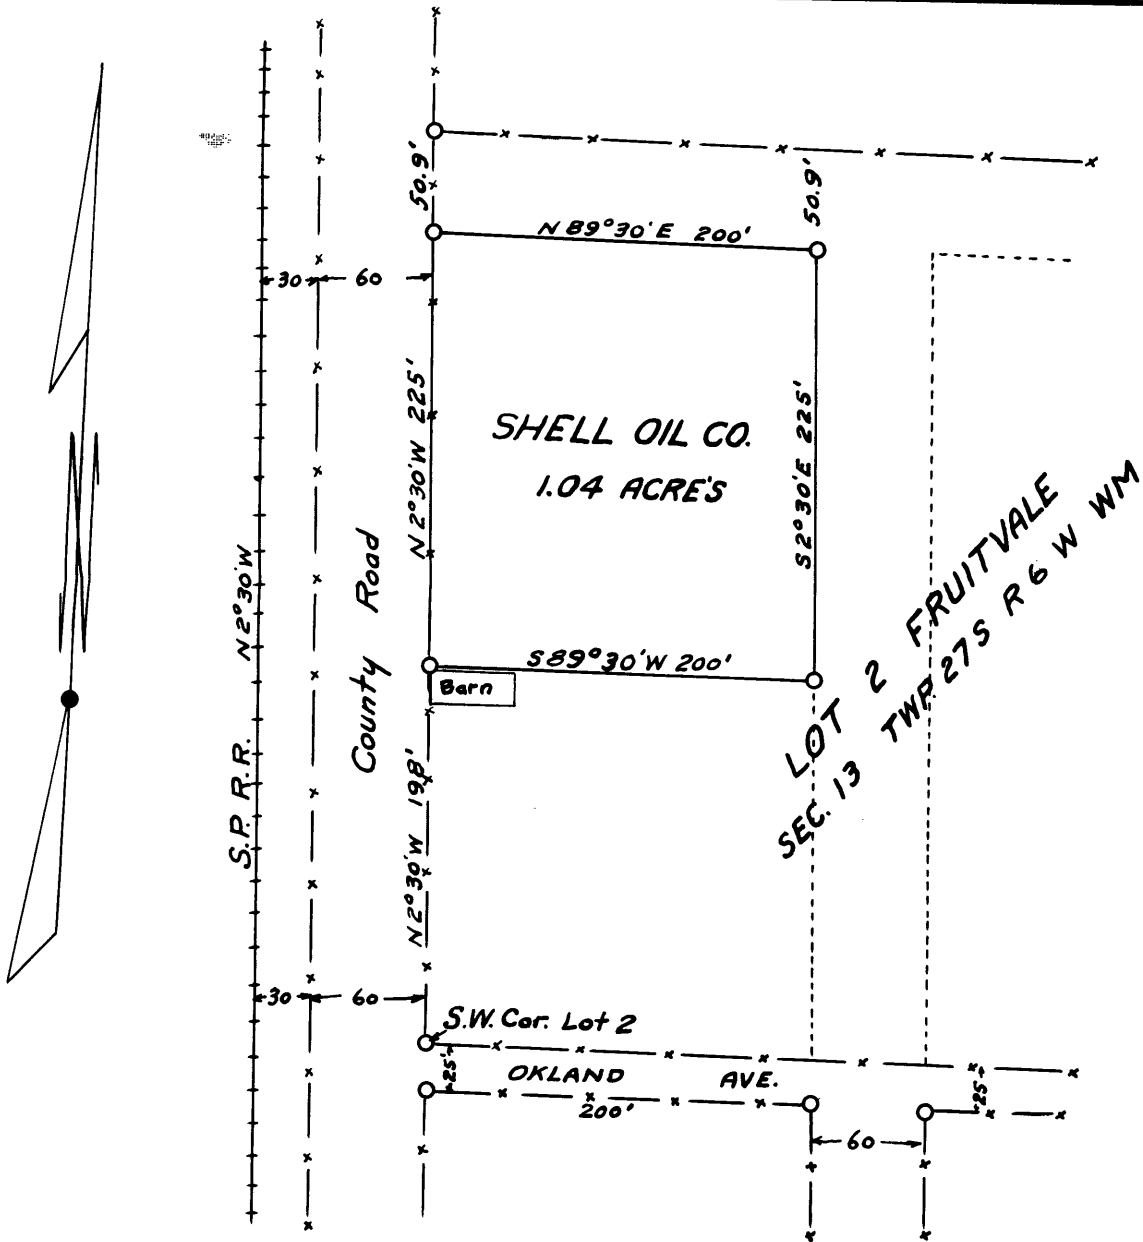 50.9'
50.9'
N 89°30'E 200'
30
60
N 2°30'W 225'
SHELL OIL CO.
1.04 ACRE'S
S 2°30'E 225'
N
N 2°30'W
County Road
S 89°30'W 200'
Barn
LOT 2 FRUITVALE
SEC. 13 TWP. 27 S R 6 W WM
S.P. R.R.
N 2°30'W 198'
30
60
S.W. Cor. Lot 2
25'
OKLAND AVE.
25
200'
60